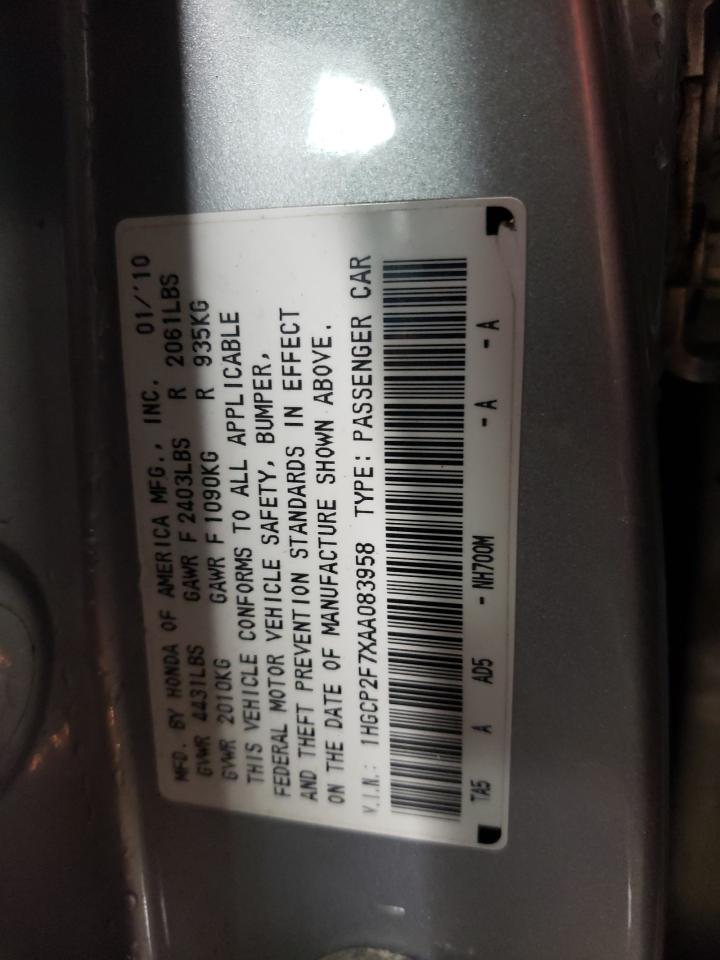 MFD. BY HONDA OF AMERICA MFG., INC. 01/'10
GVWR 4431LBS GAWR F 2403LBS R 2061LBS
GVWR 2010KG GAWR F 1090KG R 935KG
THIS VEHICLE CONFORMS TO ALL APPLICABLE
FEDERAL MOTOR VEHICLE SAFETY, BUMPER,
AND THEFT PREVENTION STANDARDS IN EFFECT
ON THE DATE OF MANUFACTURE SHOWN ABOVE.
V.I.N.: 1HGCP2F7XAA083958 TYPE: PASSENGER CAR
TA5 A AD5 - NH700M - A - A